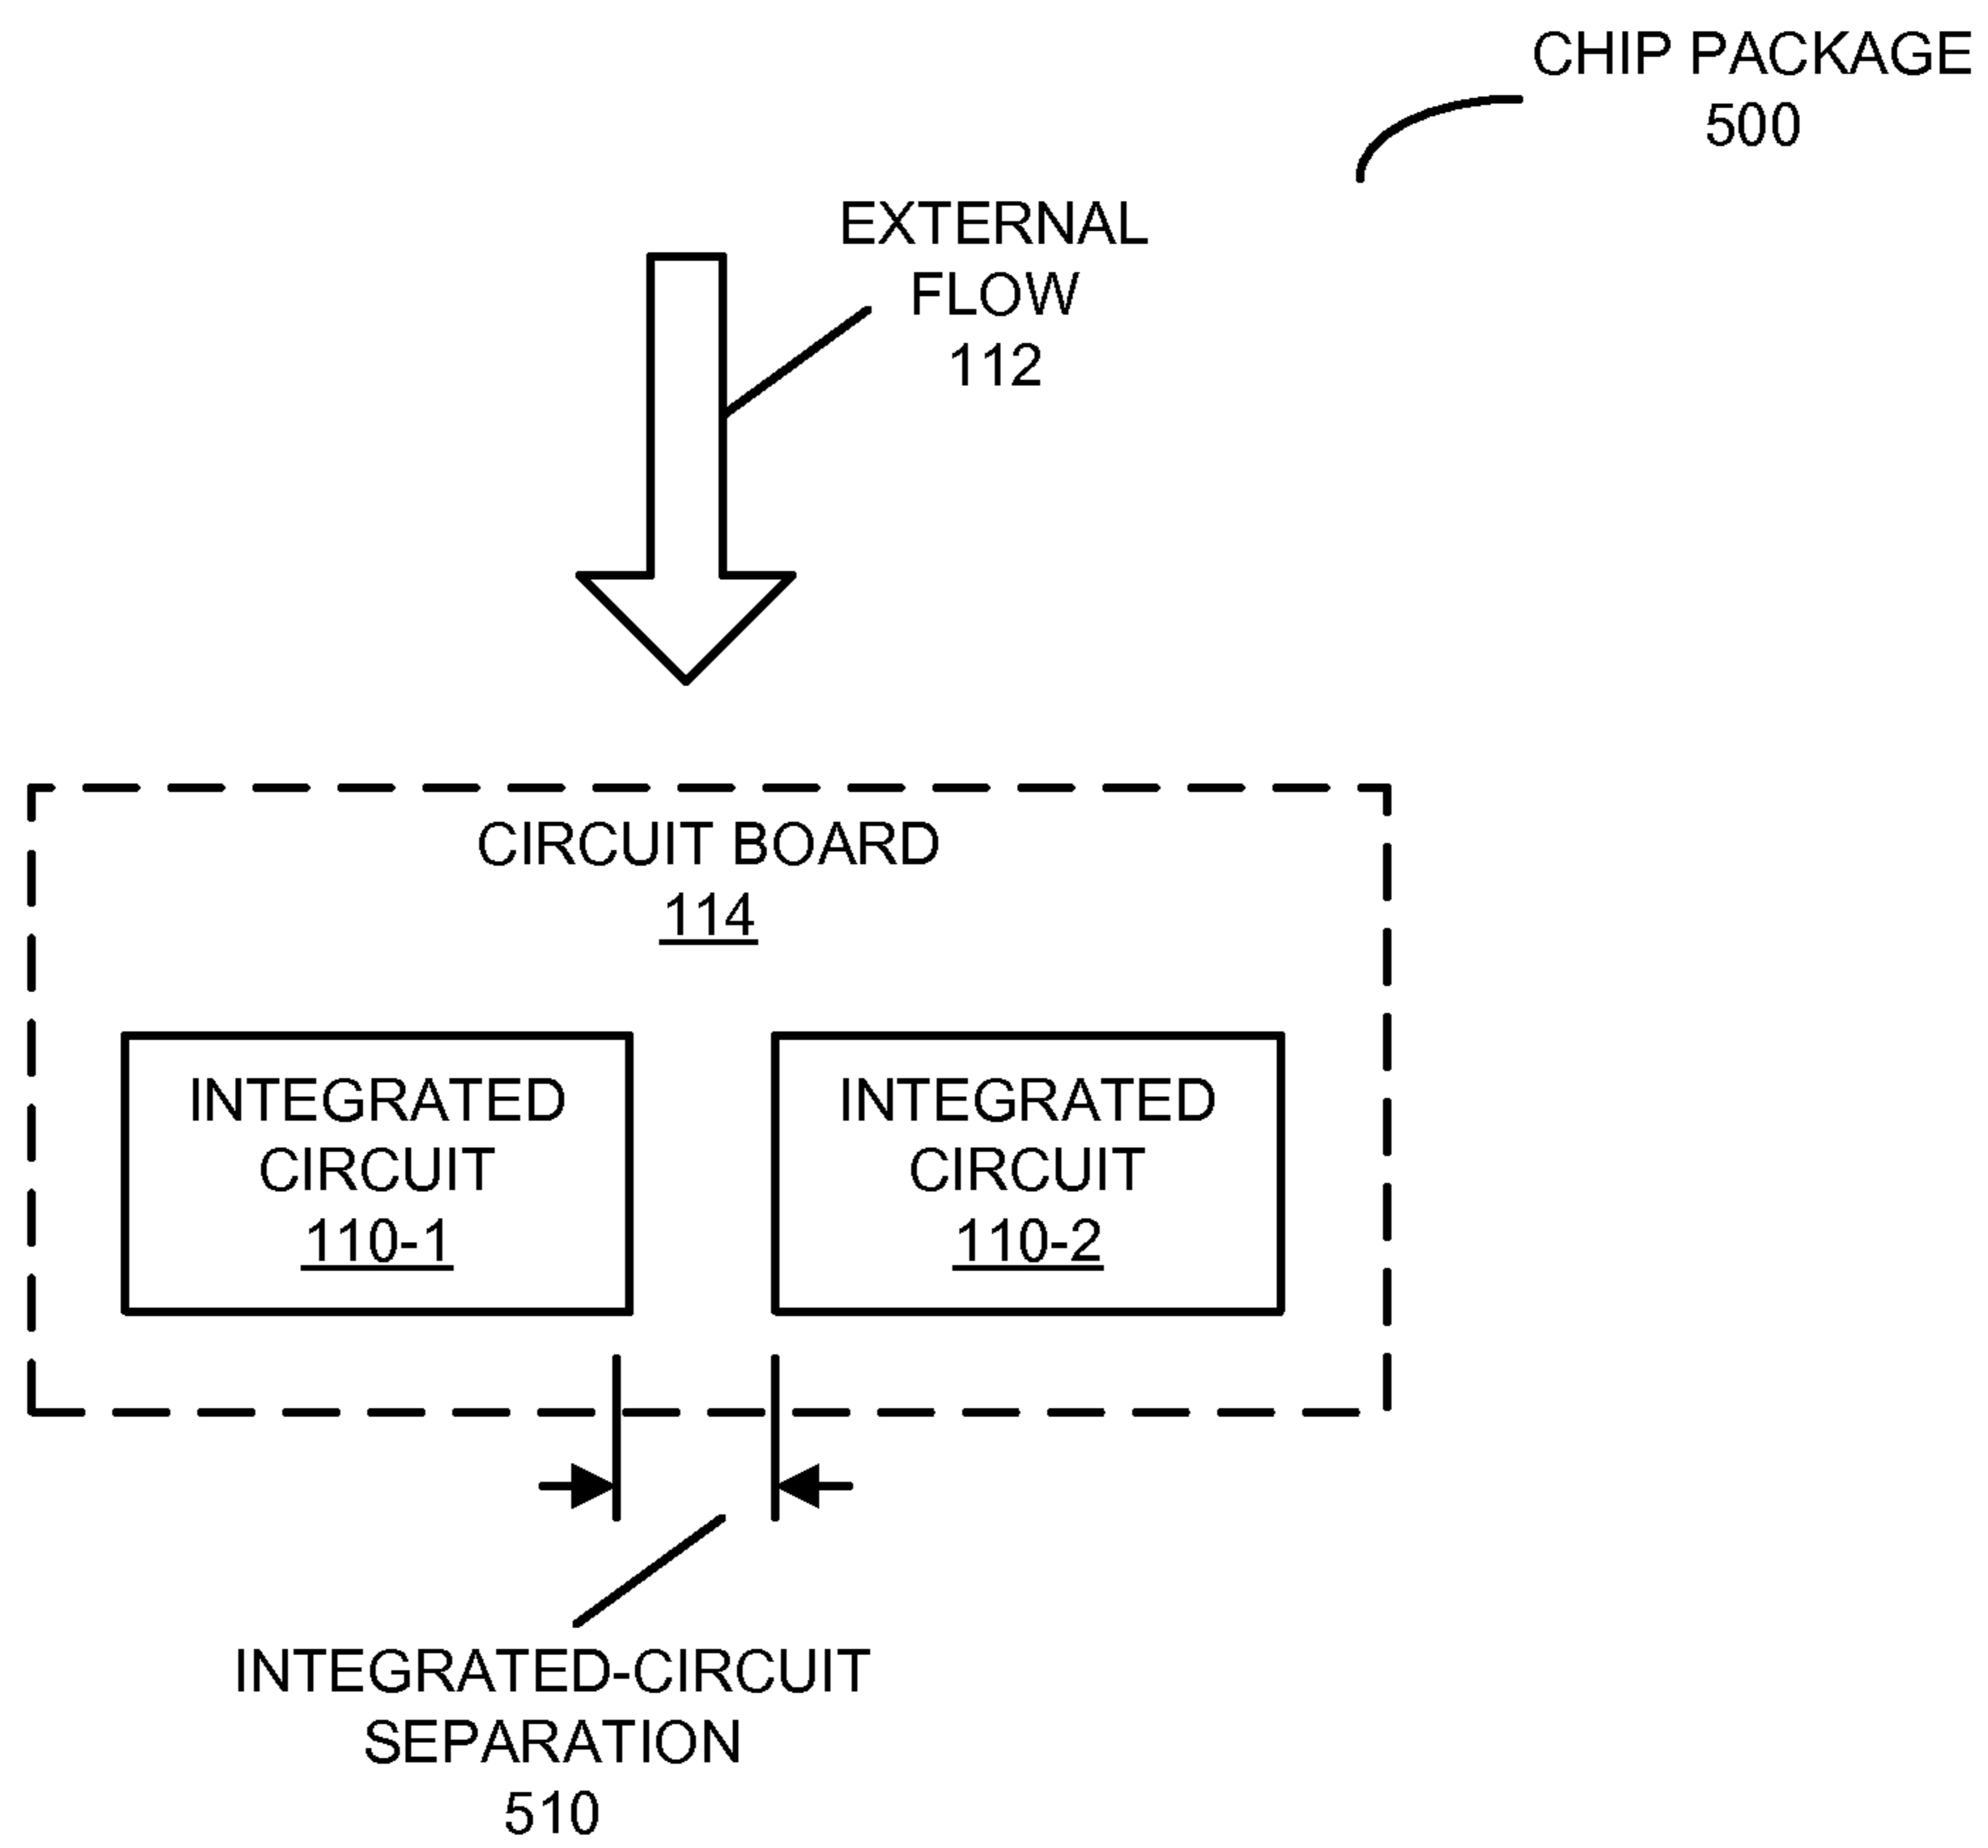 CHIP PACKAGE
500
EXTERNAL
FLOW
112
CIRCUIT BOARD
114
INTEGRATED
CIRCUIT
110-1
INTEGRATED
CIRCUIT
110-2
INTEGRATED-CIRCUIT
SEPARATION
510